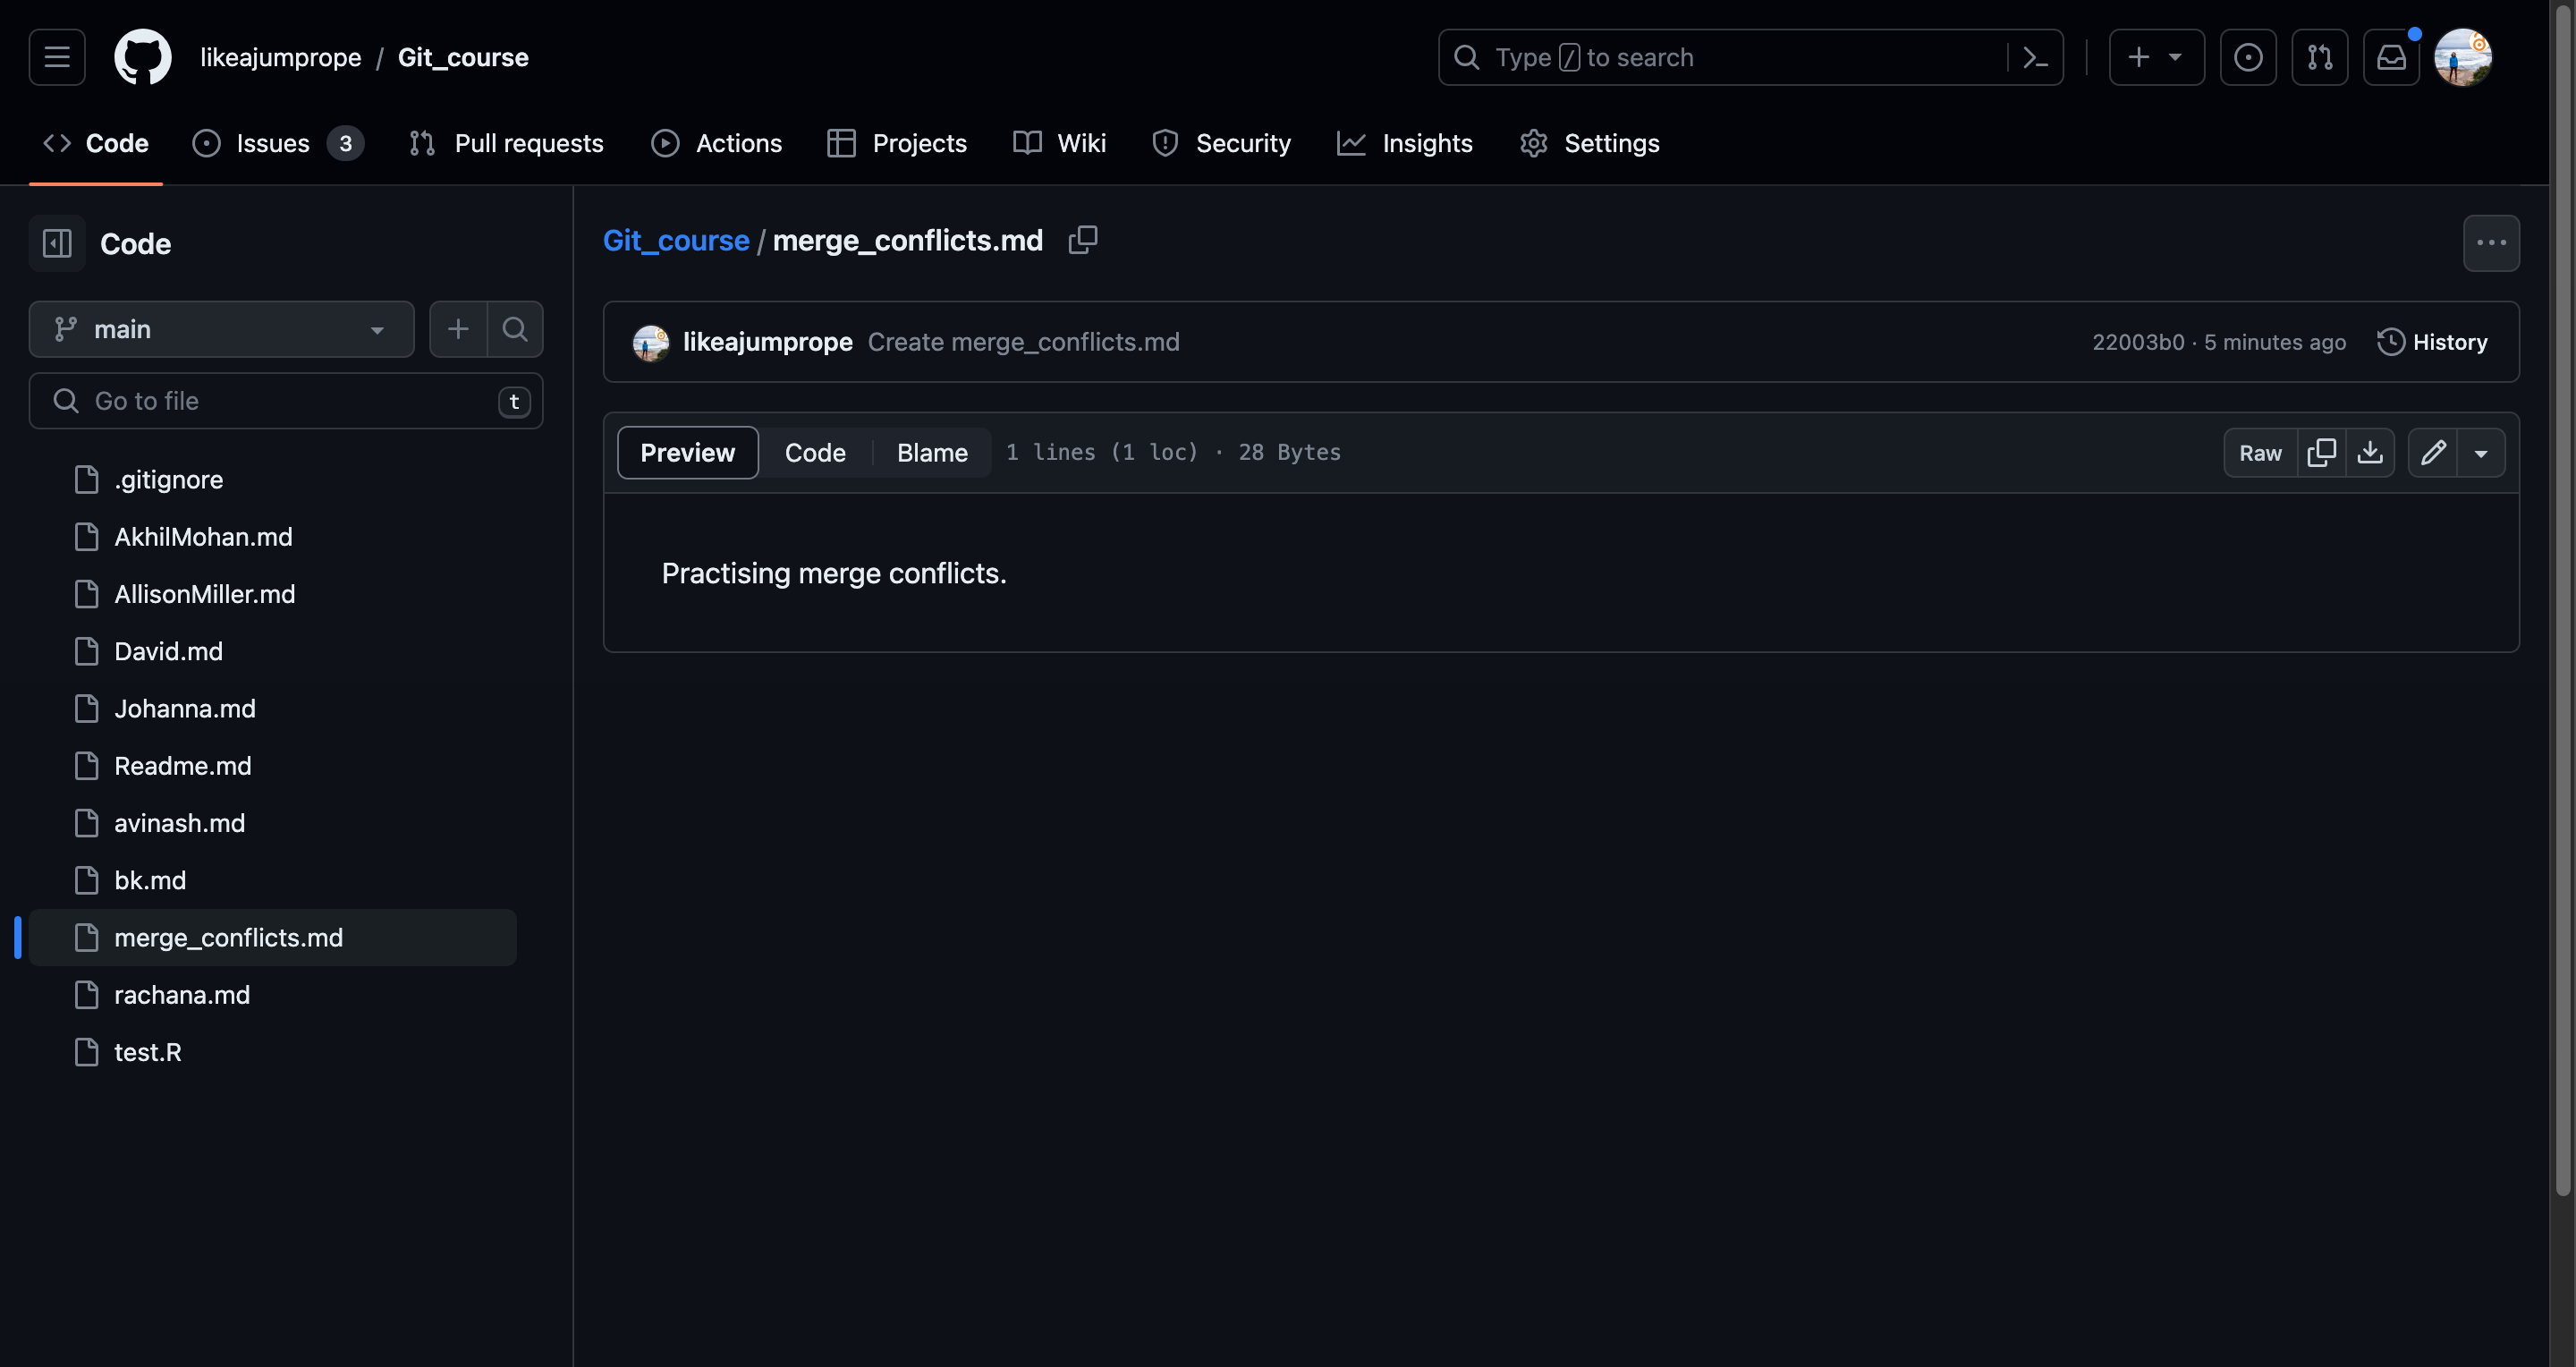 likeajumprope / Git_course
Type / to search
Code
Issues 3
Pull requests
Actions
Projects
Wiki
Security
Insights
Settings
Code
main
Go to file
t
.gitignore
AkhilMohan.md
AllisonMiller.md
David.md
Johanna.md
Readme.md
avinash.md
bk.md
merge_conflicts.md
rachana.md
test.R
Git_course / merge_conflicts.md
likeajumprope Create merge_conflicts.md
22003b0 · 5 minutes ago
History
Preview
Code
Blame
1 lines (1 loc) · 28 Bytes
Raw
Practising merge conflicts.